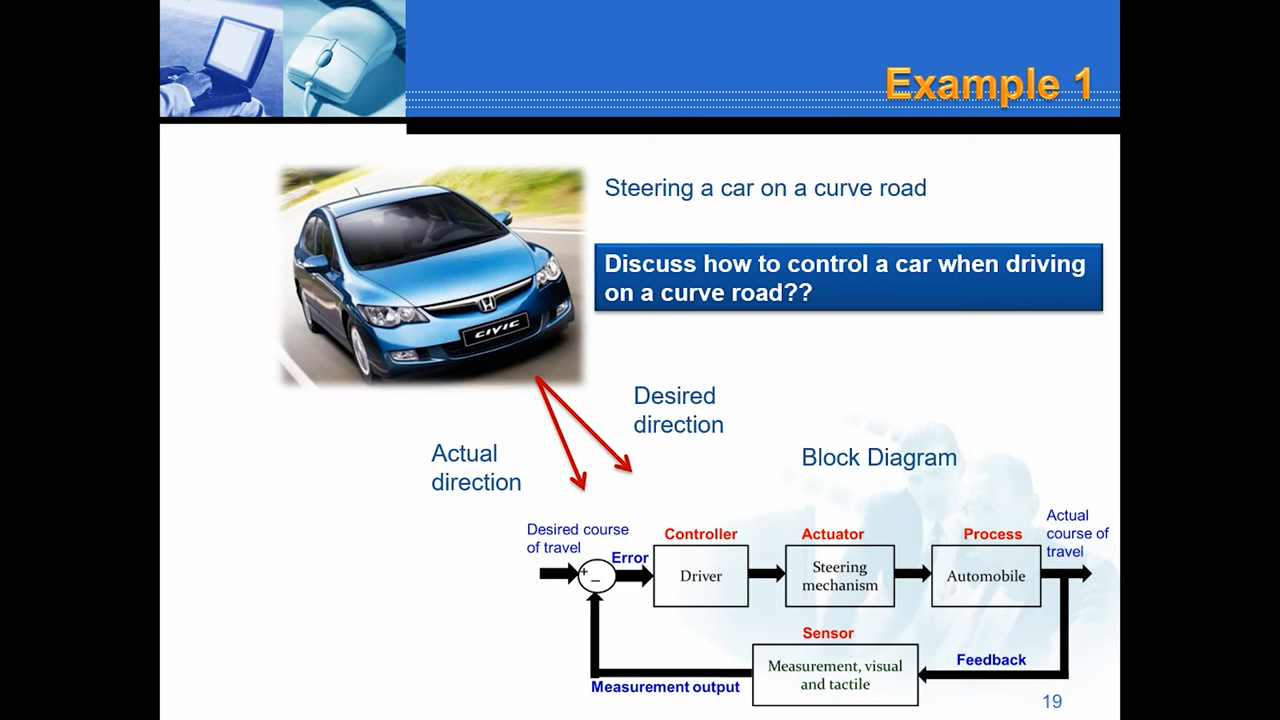 Example 1
Steering a car on a curve road
Discuss how to control a car when driving
on a curve road??
CIVIC
Desired
direction
Actual
direction
Block Diagram
Desired course
of travel
Error
Controller
Driver
Actuator
Steering
mechanism
Process
Automobile
Actual
course of
travel
+
–
Sensor
Measurement, visual
and tactile
Feedback
Measurement output
19